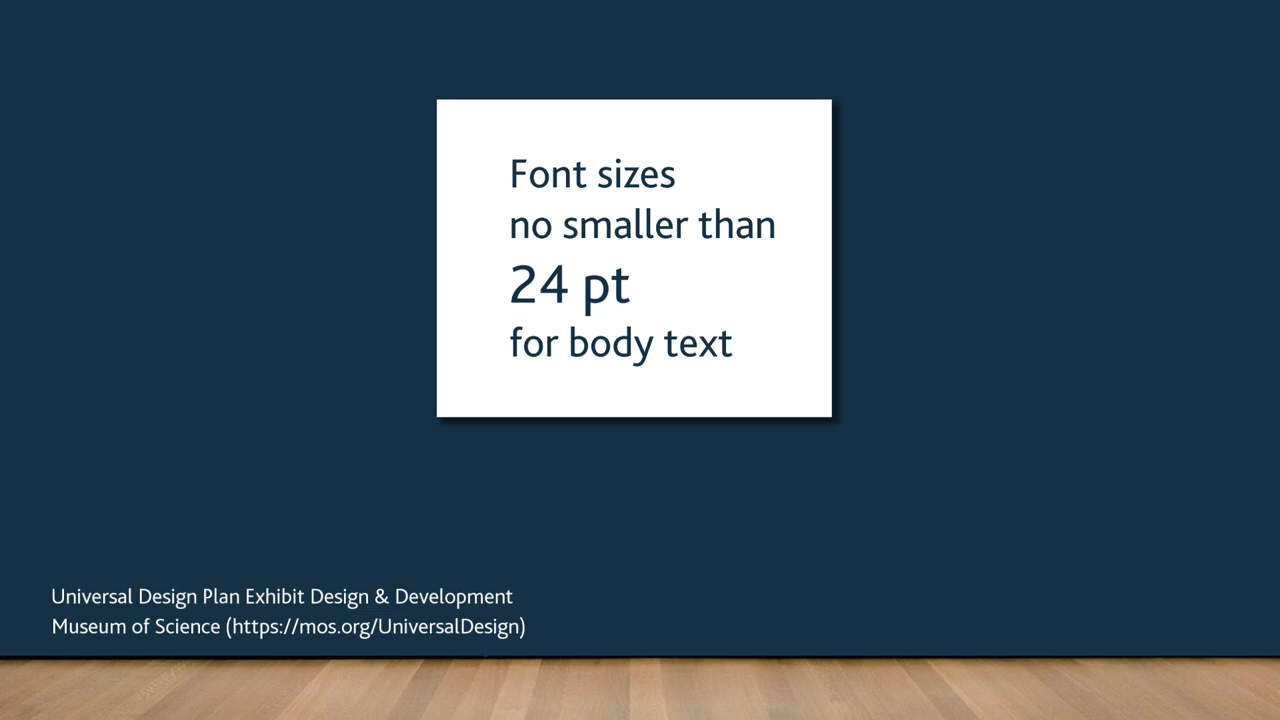 Font sizes
no smaller than
24 pt
for body text
Universal Design Plan Exhibit Design & Development
Museum of Science (https://mos.org/UniversalDesign)